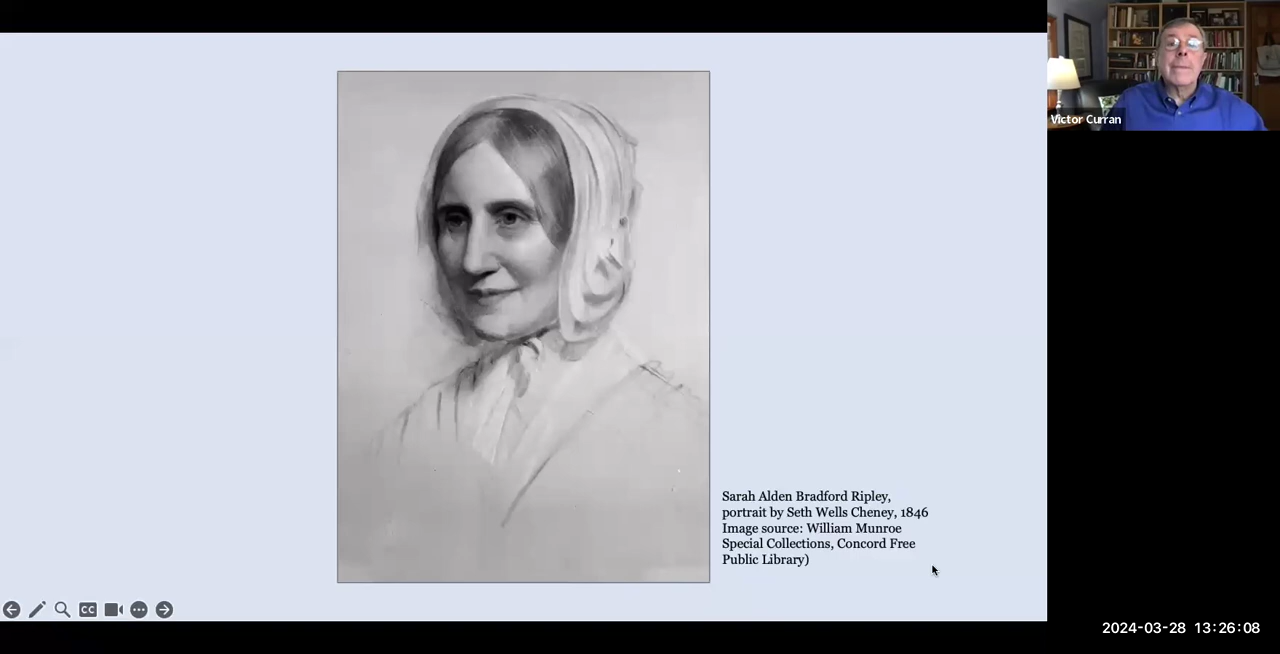 Victor Curran
Sarah Alden Bradford Ripley,
portrait by Seth Wells Cheney, 1846
Image source: William Munroe
Special Collections, Concord Free
Public Library)
CC
2024-03-28 13:26:08